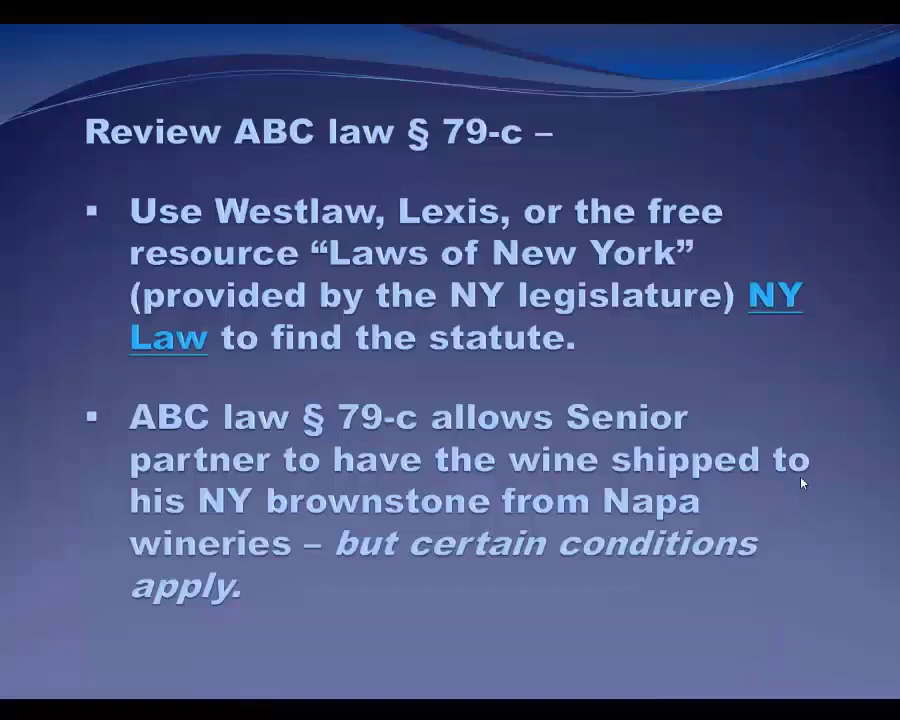 Review ABC law § 79-c –
▪ Use Westlaw, Lexis, or the free
resource “Laws of New York”
(provided by the NY legislature) NY
Law to find the statute.
▪ ABC law § 79-c allows Senior
partner to have the wine shipped to
his NY brownstone from Napa
wineries – but certain conditions
apply.